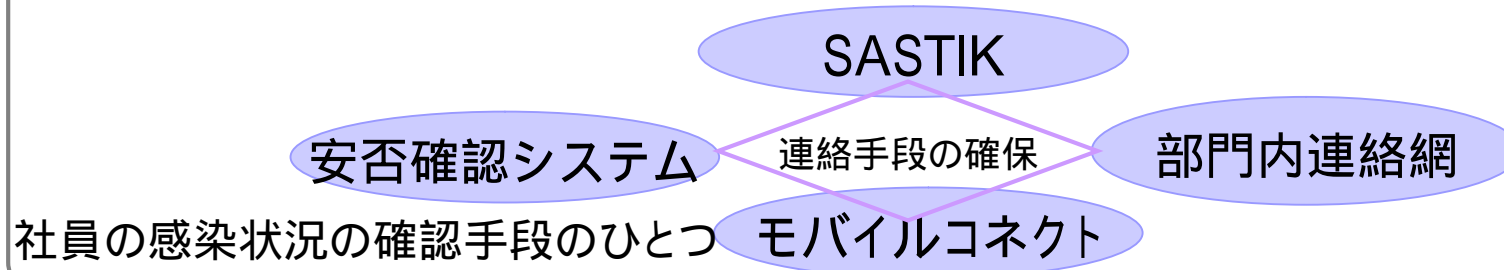 SASTIK
安否確認システム
連絡手段の確保
部門内連絡網
社員の感染状況の確認手段のひとつ
モバイルコネクト